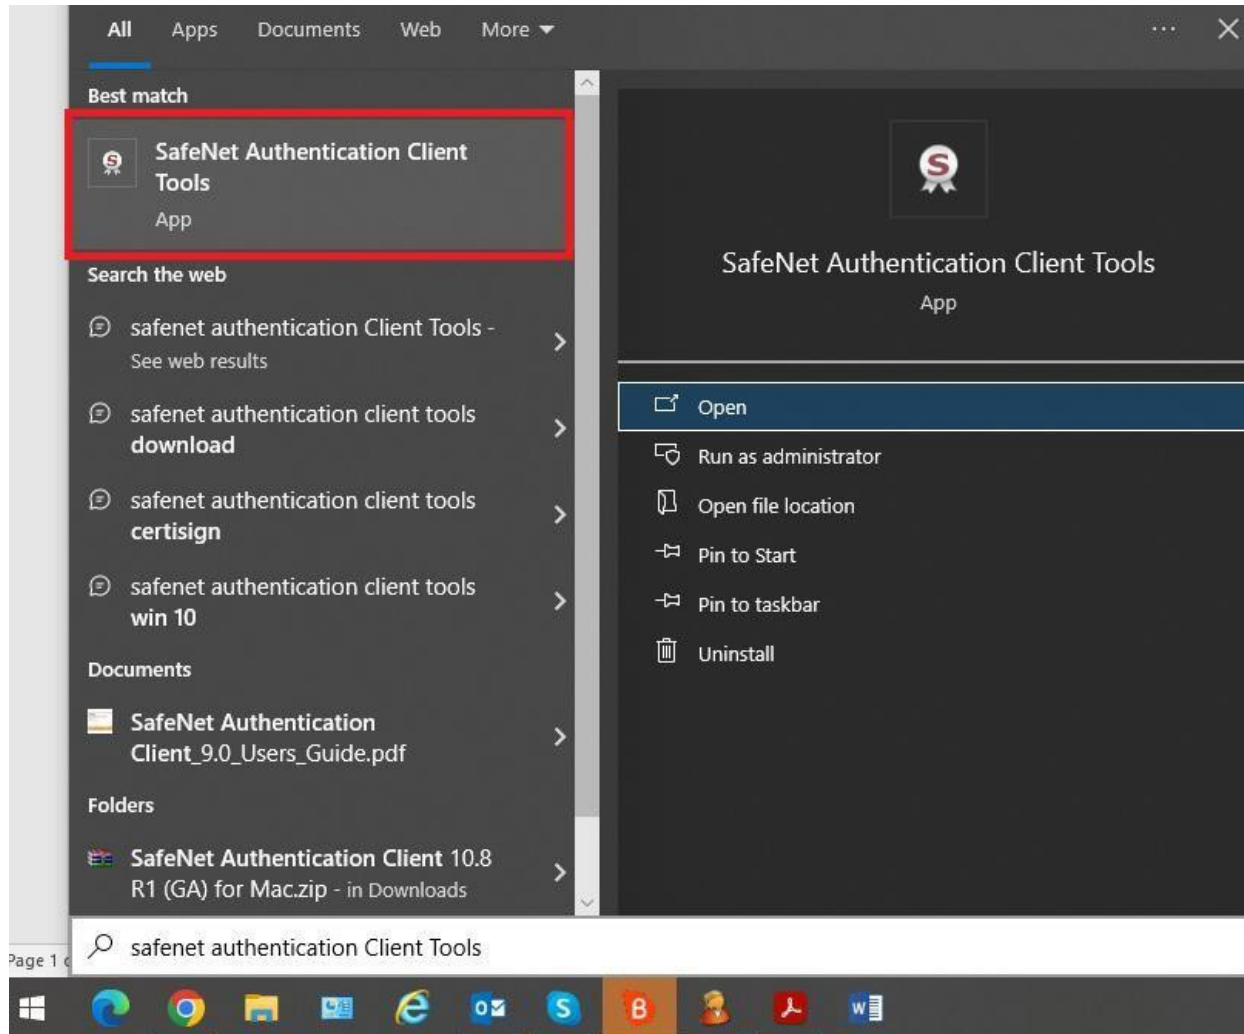 All Apps Documents Web More
Best match
SafeNet Authentication Client
Tools
App
Search the web
safenet authentication Client Tools -
See web results
safenet authentication client tools
download
safenet authentication client tools
certisign
safenet authentication client tools
win 10
Documents
SafeNet Authentication
Client_9.0_Users_Guide.pdf
Folders
SafeNet Authentication Client 10.8
R1 (GA) for Mac.zip - in Downloads
S
SafeNet Authentication Client Tools
App
Open
Run as administrator
Open file location
Pin to Start
Pin to taskbar
Uninstall
safenet authentication Client Tools
Page 1